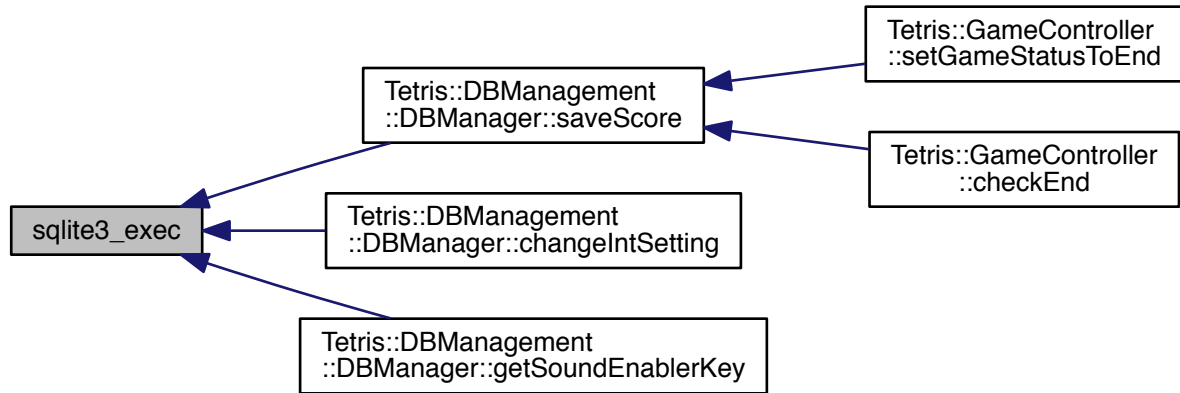 sqlite3_exec
Tetris::DBManagement
::DBManager::saveScore
Tetris::GameController
::setGameStatusToEnd
Tetris::GameController
::checkEnd
Tetris::DBManagement
::DBManager::changeIntSetting
Tetris::DBManagement
::DBManager::getSoundEnablerKey